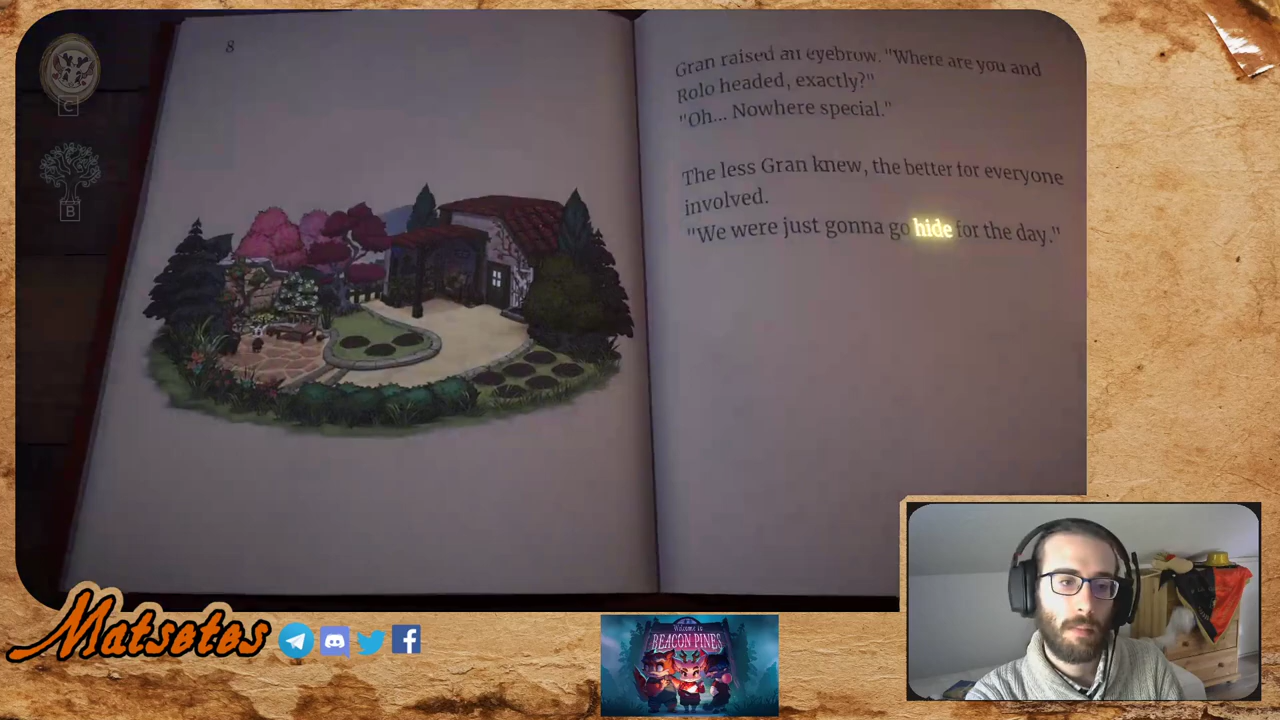 8
Gran raised an eyebrow. "Where are you and
Rolo headed, exactly?"
"Oh... Nowhere special."
The less Gran knew, the better for everyone
involved.
"We were just gonna go hide for the day."
C
B
Matsetes
Welcome to
BEACON PINES